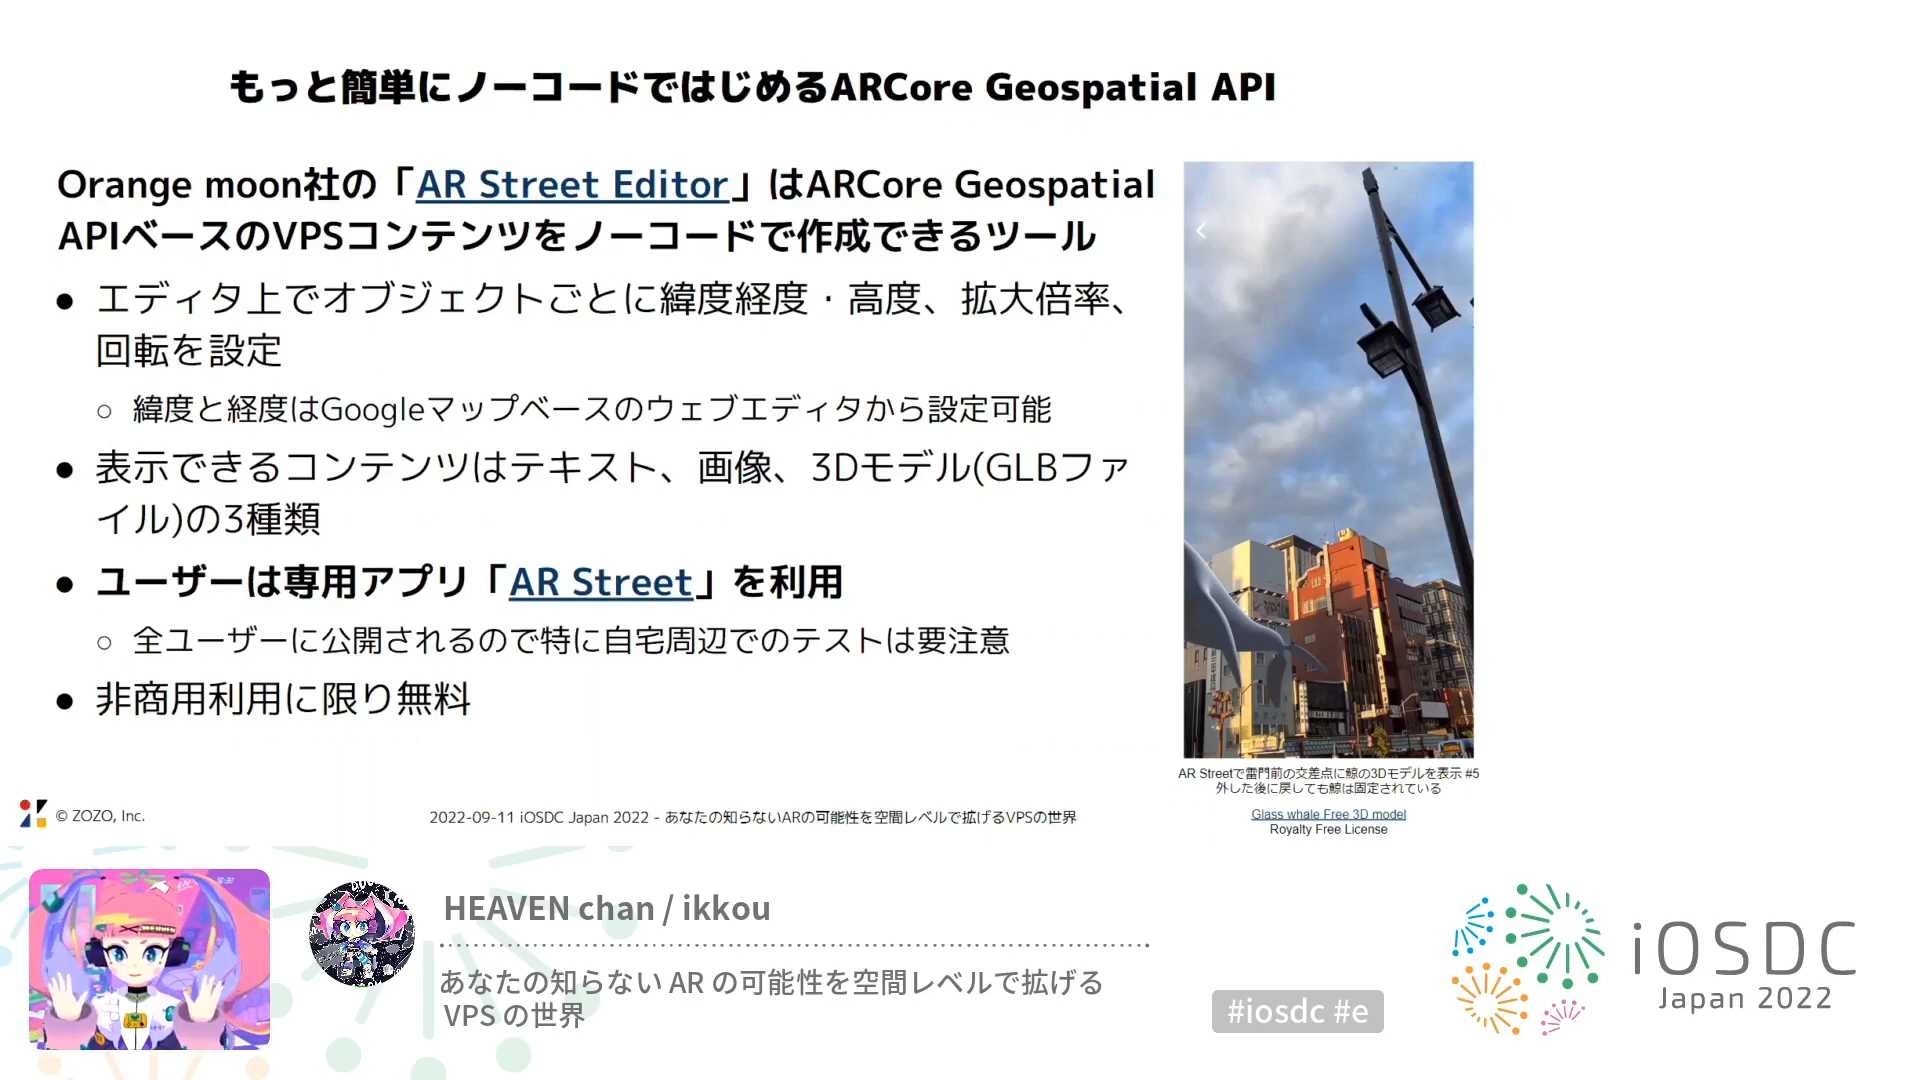 もっと簡単にノーコードではじめるARCore Geospatial API
Orange moon社の「AR Street Editor」はARCore Geospatial
APIベースのVPSコンテンツをノーコードで作成できるツール
● エディタ上でオブジェクトごとに緯度経度・高度、拡大倍率、
回転を設定
○ 緯度と経度はGoogleマップベースのウェブエディタから設定可能
● 表示できるコンテンツはテキスト、画像、3Dモデル(GLBファ
イル)の3種類
● ユーザーは専用アプリ「AR Street」を利用
○ 全ユーザーに公開されるので特に自宅周辺でのテストは要注意
● 非商用利用に限り無料
AR Streetで雷門前の交差点に鯨の3Dモデルを表示 #5
外した後に戻しても鯨は固定されている
Glass whale Free 3D model
Royalty Free License
© ZOZO, Inc.
2022-09-11 iOSDC Japan 2022 - あなたの知らないARの可能性を空間レベルで拡げるVPSの世界
HEAVEN chan / ikkou
あなたの知らない AR の可能性を空間レベルで拡げる
VPS の世界
#iosdc #e
iOSDC
Japan 2022